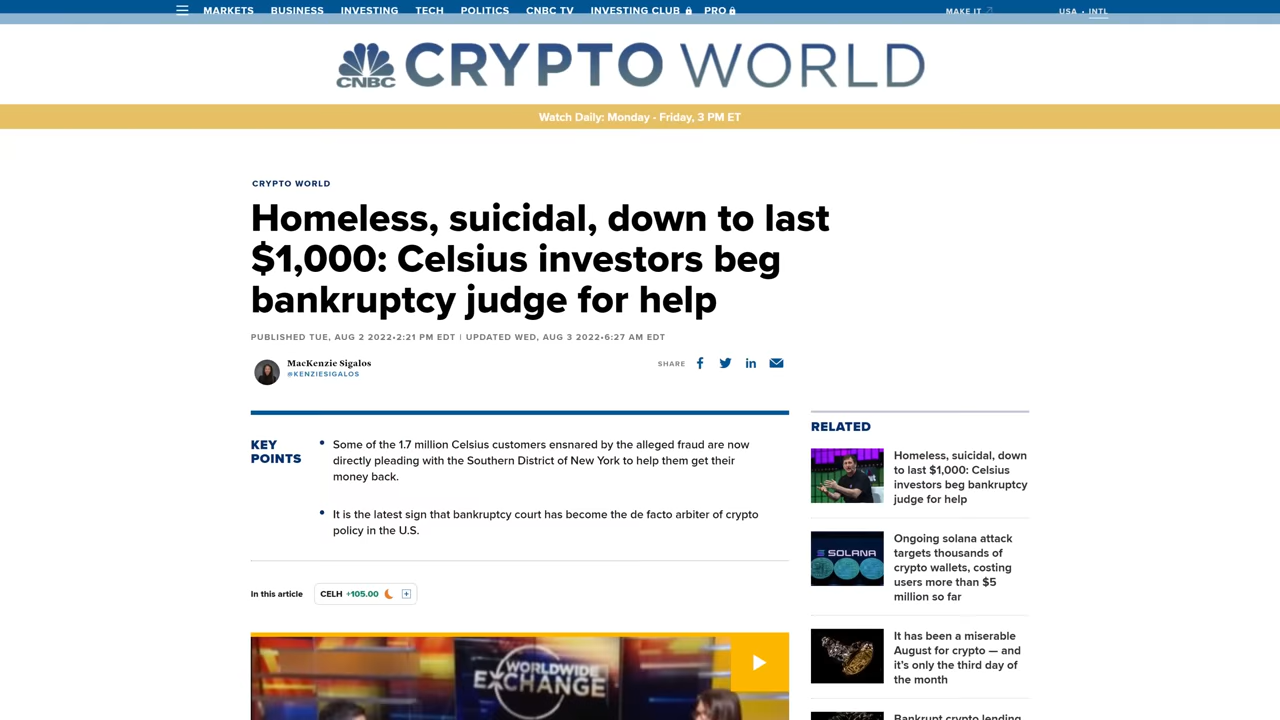 MARKETS BUSINESS INVESTING TECH POLITICS CNBC TV INVESTING CLUB PRO MAKE IT USA • INTL
CNBC CRYPTO WORLD
Watch Daily: Monday - Friday, 3 PM ET
CRYPTO WORLD
Homeless, suicidal, down to last
$1,000: Celsius investors beg
bankruptcy judge for help
PUBLISHED TUE, AUG 2 2022•2:21 PM EDT | UPDATED WED, AUG 3 2022•6:27 AM EDT
MacKenzie Sigalos
@KENZIESIGALOS
SHARE
KEY
POINTS
Some of the 1.7 million Celsius customers ensnared by the alleged fraud are now
directly pleading with the Southern District of New York to help them get their
money back.
It is the latest sign that bankruptcy court has become the de facto arbiter of crypto
policy in the U.S.
In this article CELH +105.00
WORLDWIDE
EXCHANGE
RELATED
Homeless, suicidal, down
to last $1,000: Celsius
investors beg bankruptcy
judge for help
SOLANA
Ongoing solana attack
targets thousands of
crypto wallets, costing
users more than $5
million so far
It has been a miserable
August for crypto — and
it's only the third day of
the month
Bankrupt crypto lending